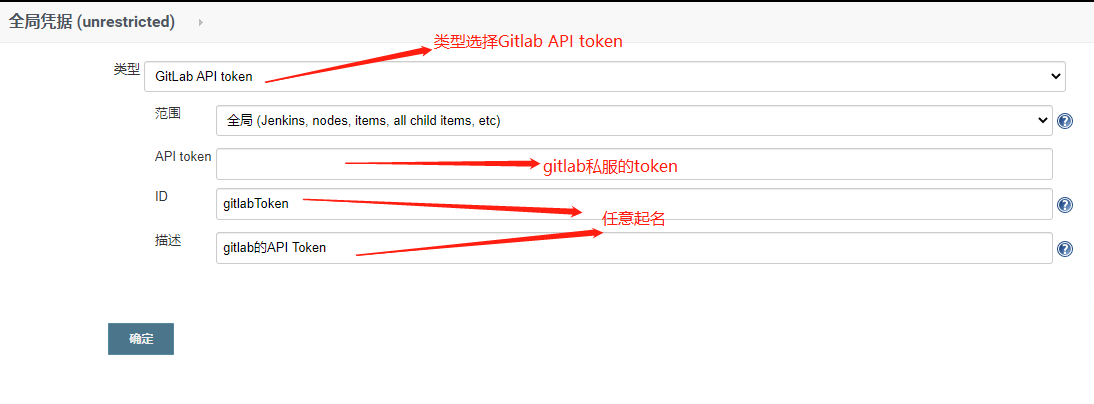 全局凭据 (unrestricted)
类型选择Gitlab API token
类型 GitLab API token
范围 全局 (Jenkins, nodes, items, all child items, etc)
API token
gitlab私服的token
ID gitlabToken
任意起名
描述 gitlab的API Token
确定